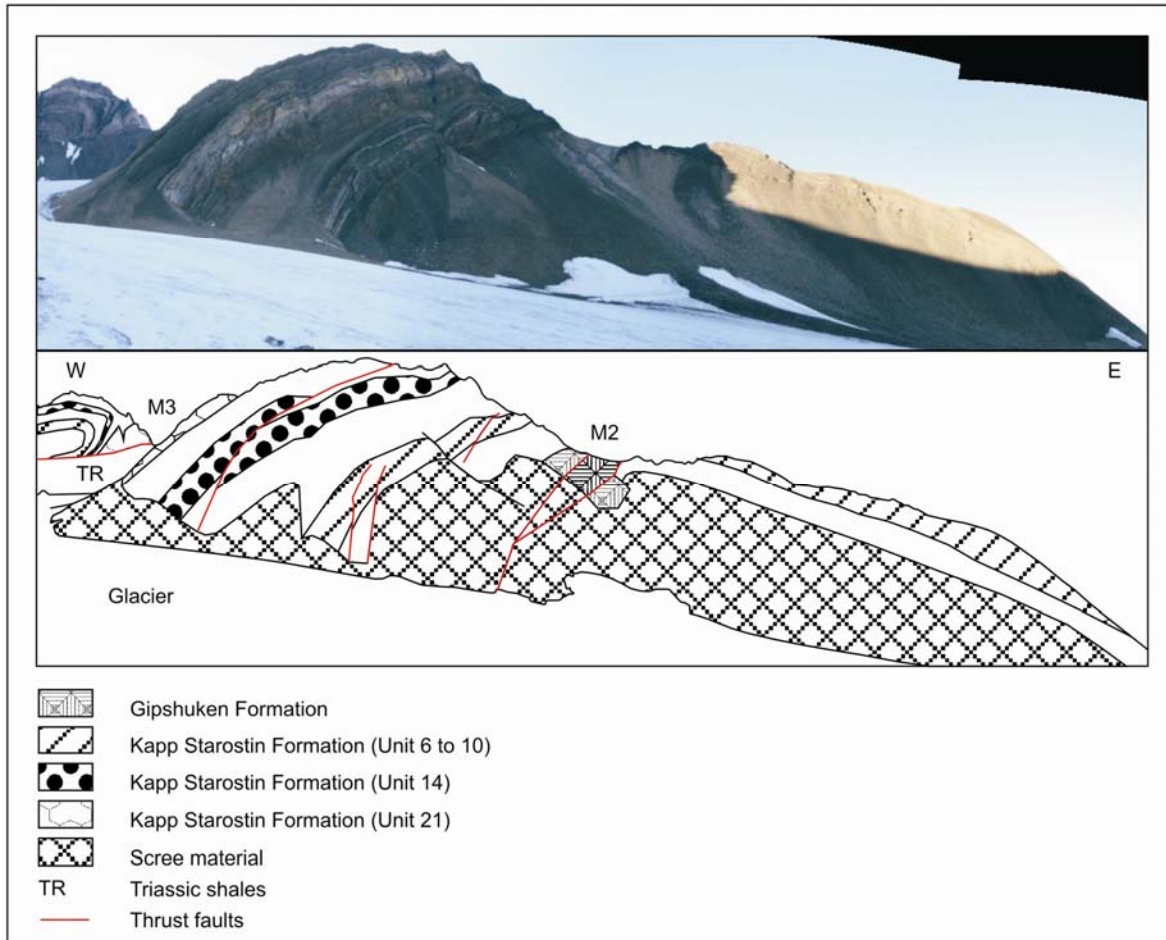 W
E
M3
M2
TR
Glacier
Gipshuken Formation
Kapp Starostin Formation (Unit 6 to 10)
Kapp Starostin Formation (Unit 14)
Kapp Starostin Formation (Unit 21)
Scree material
TR Triassic shales
Thrust faults